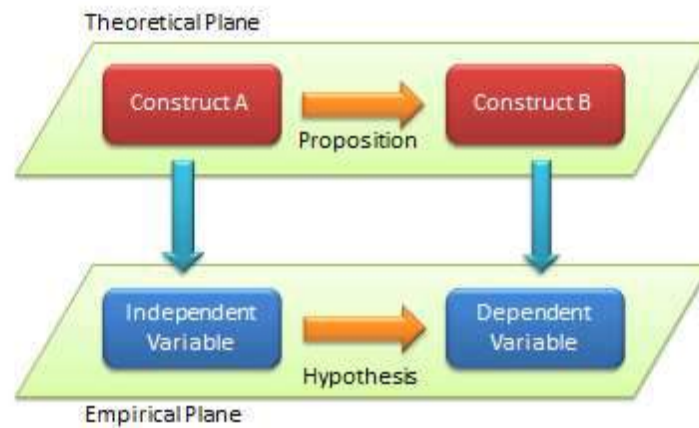 Theoretical Plane
Construct A
Construct B
Proposition
Independent
Variable
Dependent
Variable
Hypothesis
Empirical Plane